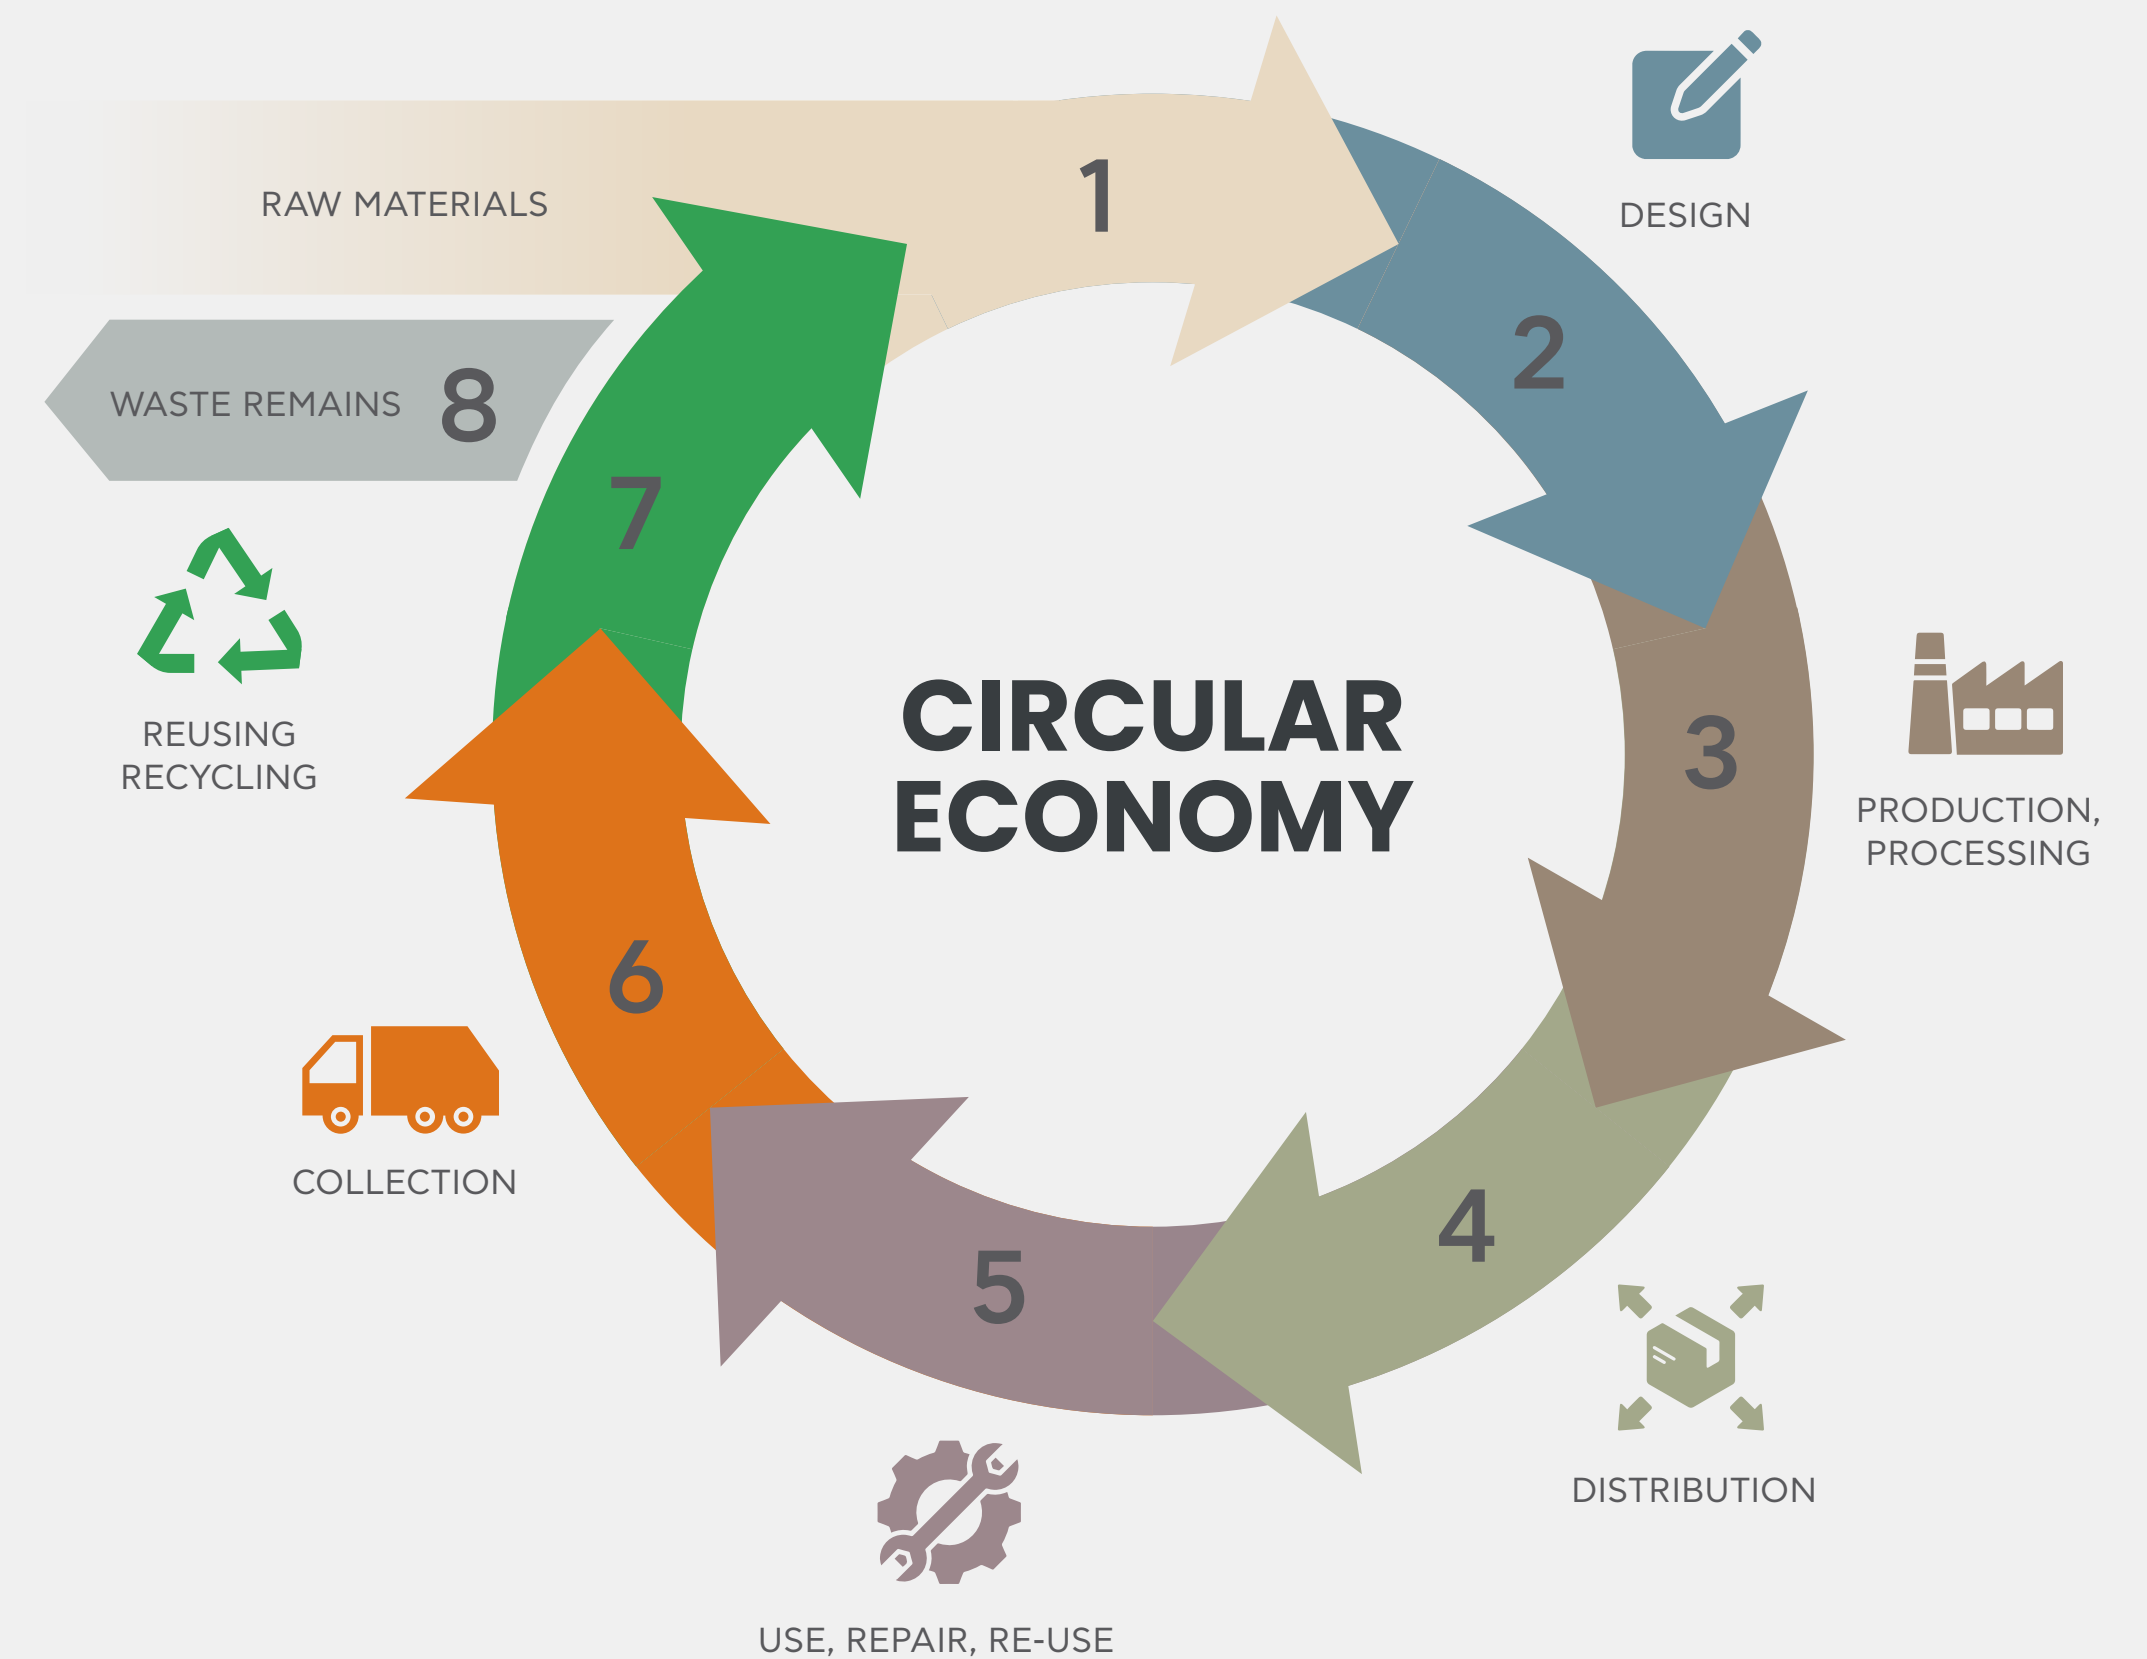 RAW MATERIALS
1
DESIGN
2
WASTE REMAINS 8
7
REUSING
RECYCLING
CIRCULAR
ECONOMY
3
PRODUCTION,
PROCESSING
6
COLLECTION
4
5
DISTRIBUTION
USE, REPAIR, RE-USE